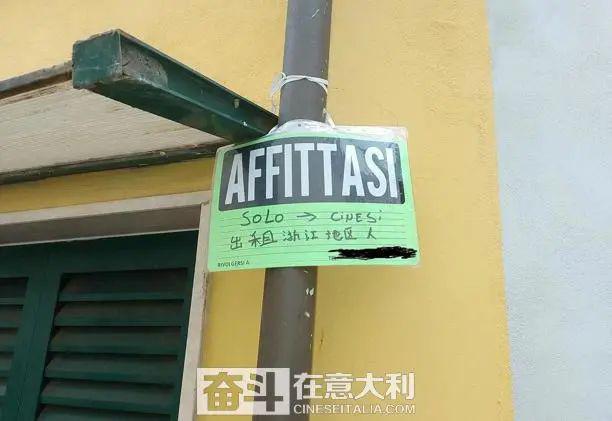 AFFITTASI
SOLO → CINESI
出租浙江地区人
RIVOLGERSI A
奋斗在意大利
CINESEITALIA.COM